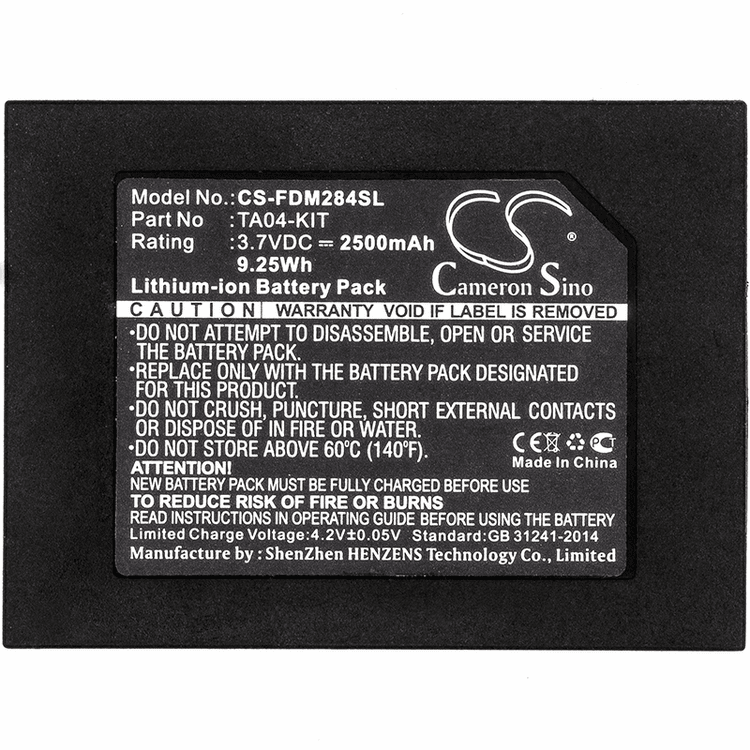 Model No.: CS-FDM284SL
Part No : TA04-KIT
Rating : 3.7VDC ⎓ 2500mAh
9.25Wh
Lithium-ion Battery Pack
CS
®
Cameron Sino
CAUTION WARRANTY VOID IF LABEL IS REMOVED
•DO NOT ATTEMPT TO DISASSEMBLE, OPEN OR SERVICE
THE BATTERY PACK.
•REPLACE ONLY WITH THE BATTERY PACK DESIGNATED
FOR THIS PRODUCT.
•DO NOT CRUSH, PUNCTURE, SHORT EXTERNAL CONTACTS
OR DISPOSE OF IN FIRE OR WATER.
•DO NOT STORE ABOVE 60°C (140°F).
CE
PCT
Made In China
ATTENTION!
NEW BATTERY PACK MUST BE FULLY CHARGED BEFORE USE
TO REDUCE RISK OF FIRE OR BURNS
READ INSTRUCTIONS IN OPERATING GUIDE BEFORE USING BATTERY
Limited Charge Voltage:4.2V±0.05V Standard:GB 31241-2014
Manufacture by : ShenZhen HENZENS Technology Co., Limited